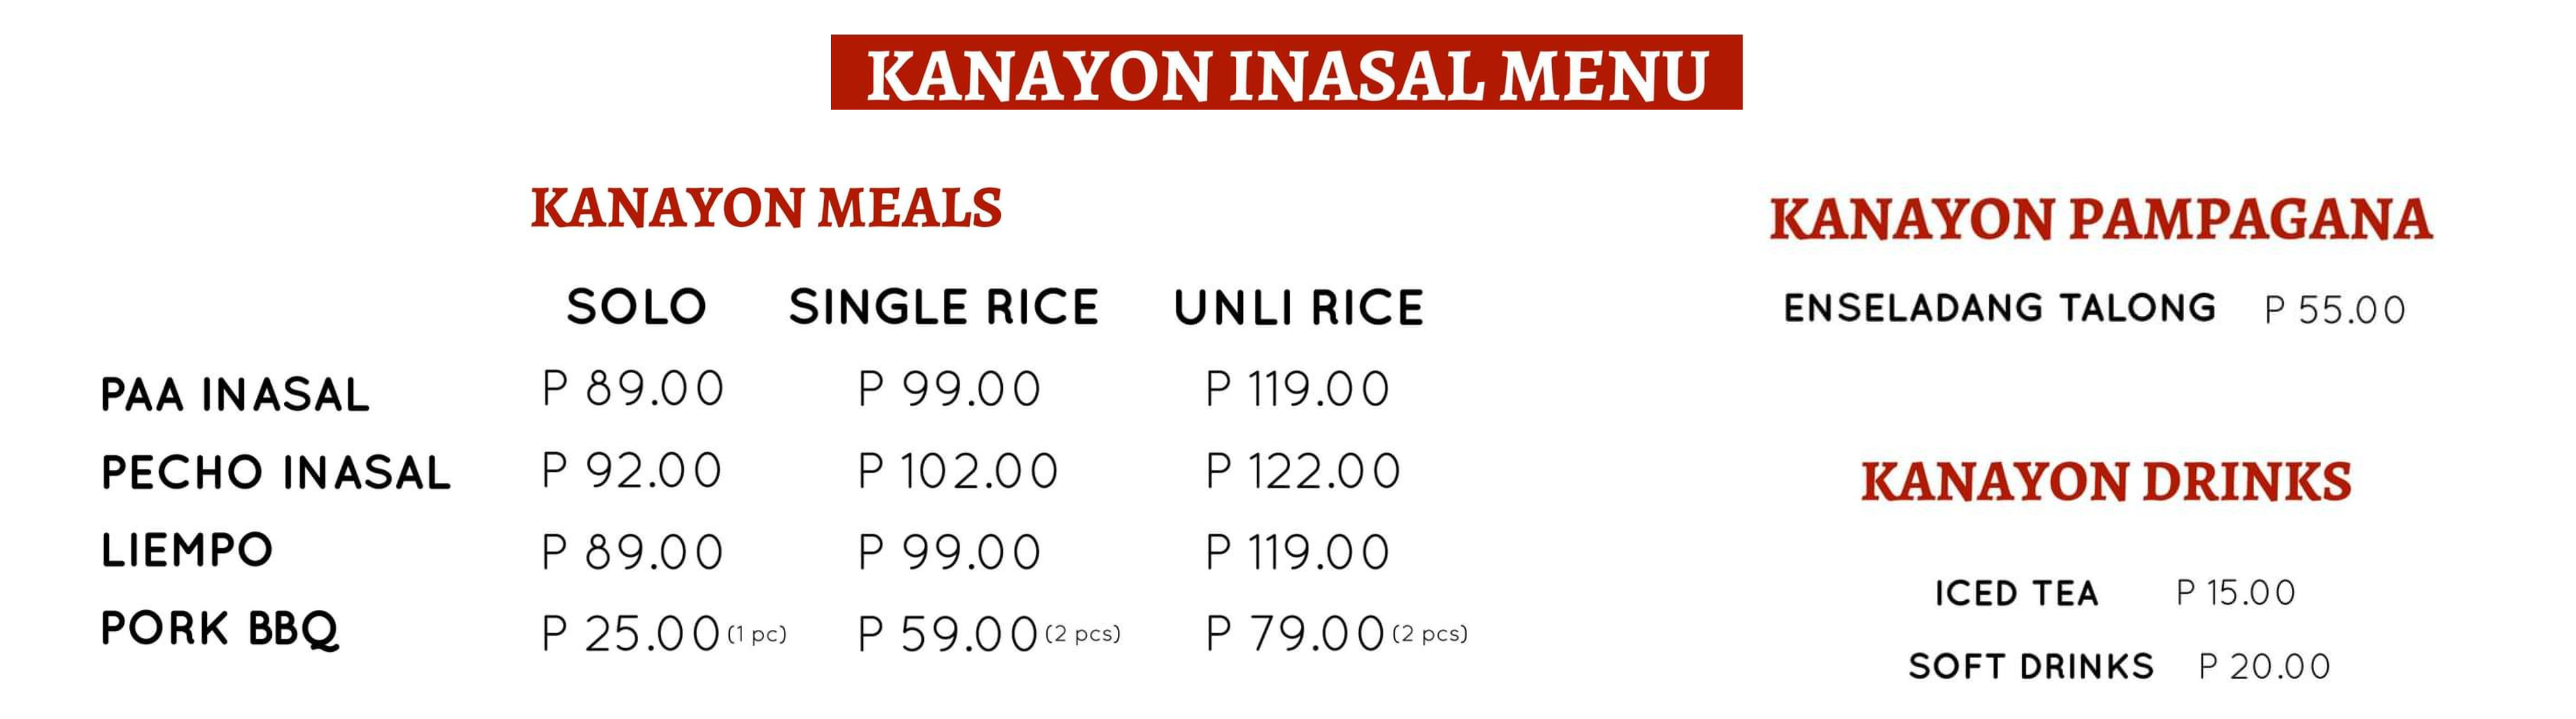 KANAYON INASAL MENU
KANAYON MEALS
SOLO SINGLE RICE UNLI RICE
PAA INASAL P 89.00 P 99.00 P 119.00
PECHO INASAL P 92.00 P 102.00 P 122.00
LIEMPO P 89.00 P 99.00 P 119.00
PORK BBQ P 25.00 (1 pc) P 59.00 (2 pcs) P 79.00 (2 pcs)
KANAYON PAMPAGANA
ENSELADANG TALONG P 55.00
KANAYON DRINKS
ICED TEA P 15.00
SOFT DRINKS P 20.00